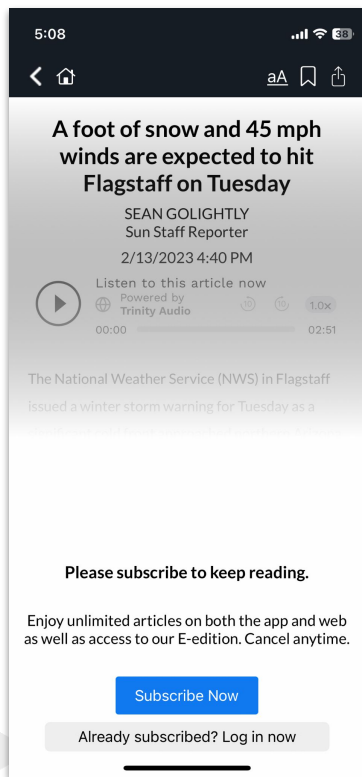 5:08
38
aA
A foot of snow and 45 mph
winds are expected to hit
Flagstaff on Tuesday
SEAN GOLIGHTLY
Sun Staff Reporter
2/13/2023 4:40 PM
Listen to this article now
Powered by
Trinity Audio
10
10
1.0x
00:00
02:51
The National Weather Service (NWS) in Flagstaff
issued a winter storm warning for Tuesday as a
Please subscribe to keep reading.
Enjoy unlimited articles on both the app and web
as well as access to our E-edition. Cancel anytime.
Subscribe Now
Already subscribed? Log in now